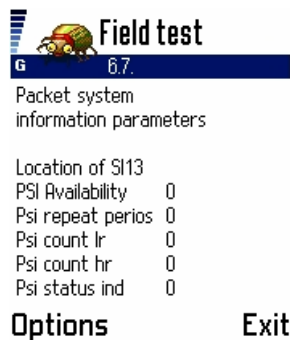 Field test
G 6.7.
Packet system
information parameters
Location of SI13
PSI Availability 0
Psi repeat perios 0
Psi count lr 0
Psi count hr 0
Psi status ind 0
Options Exit